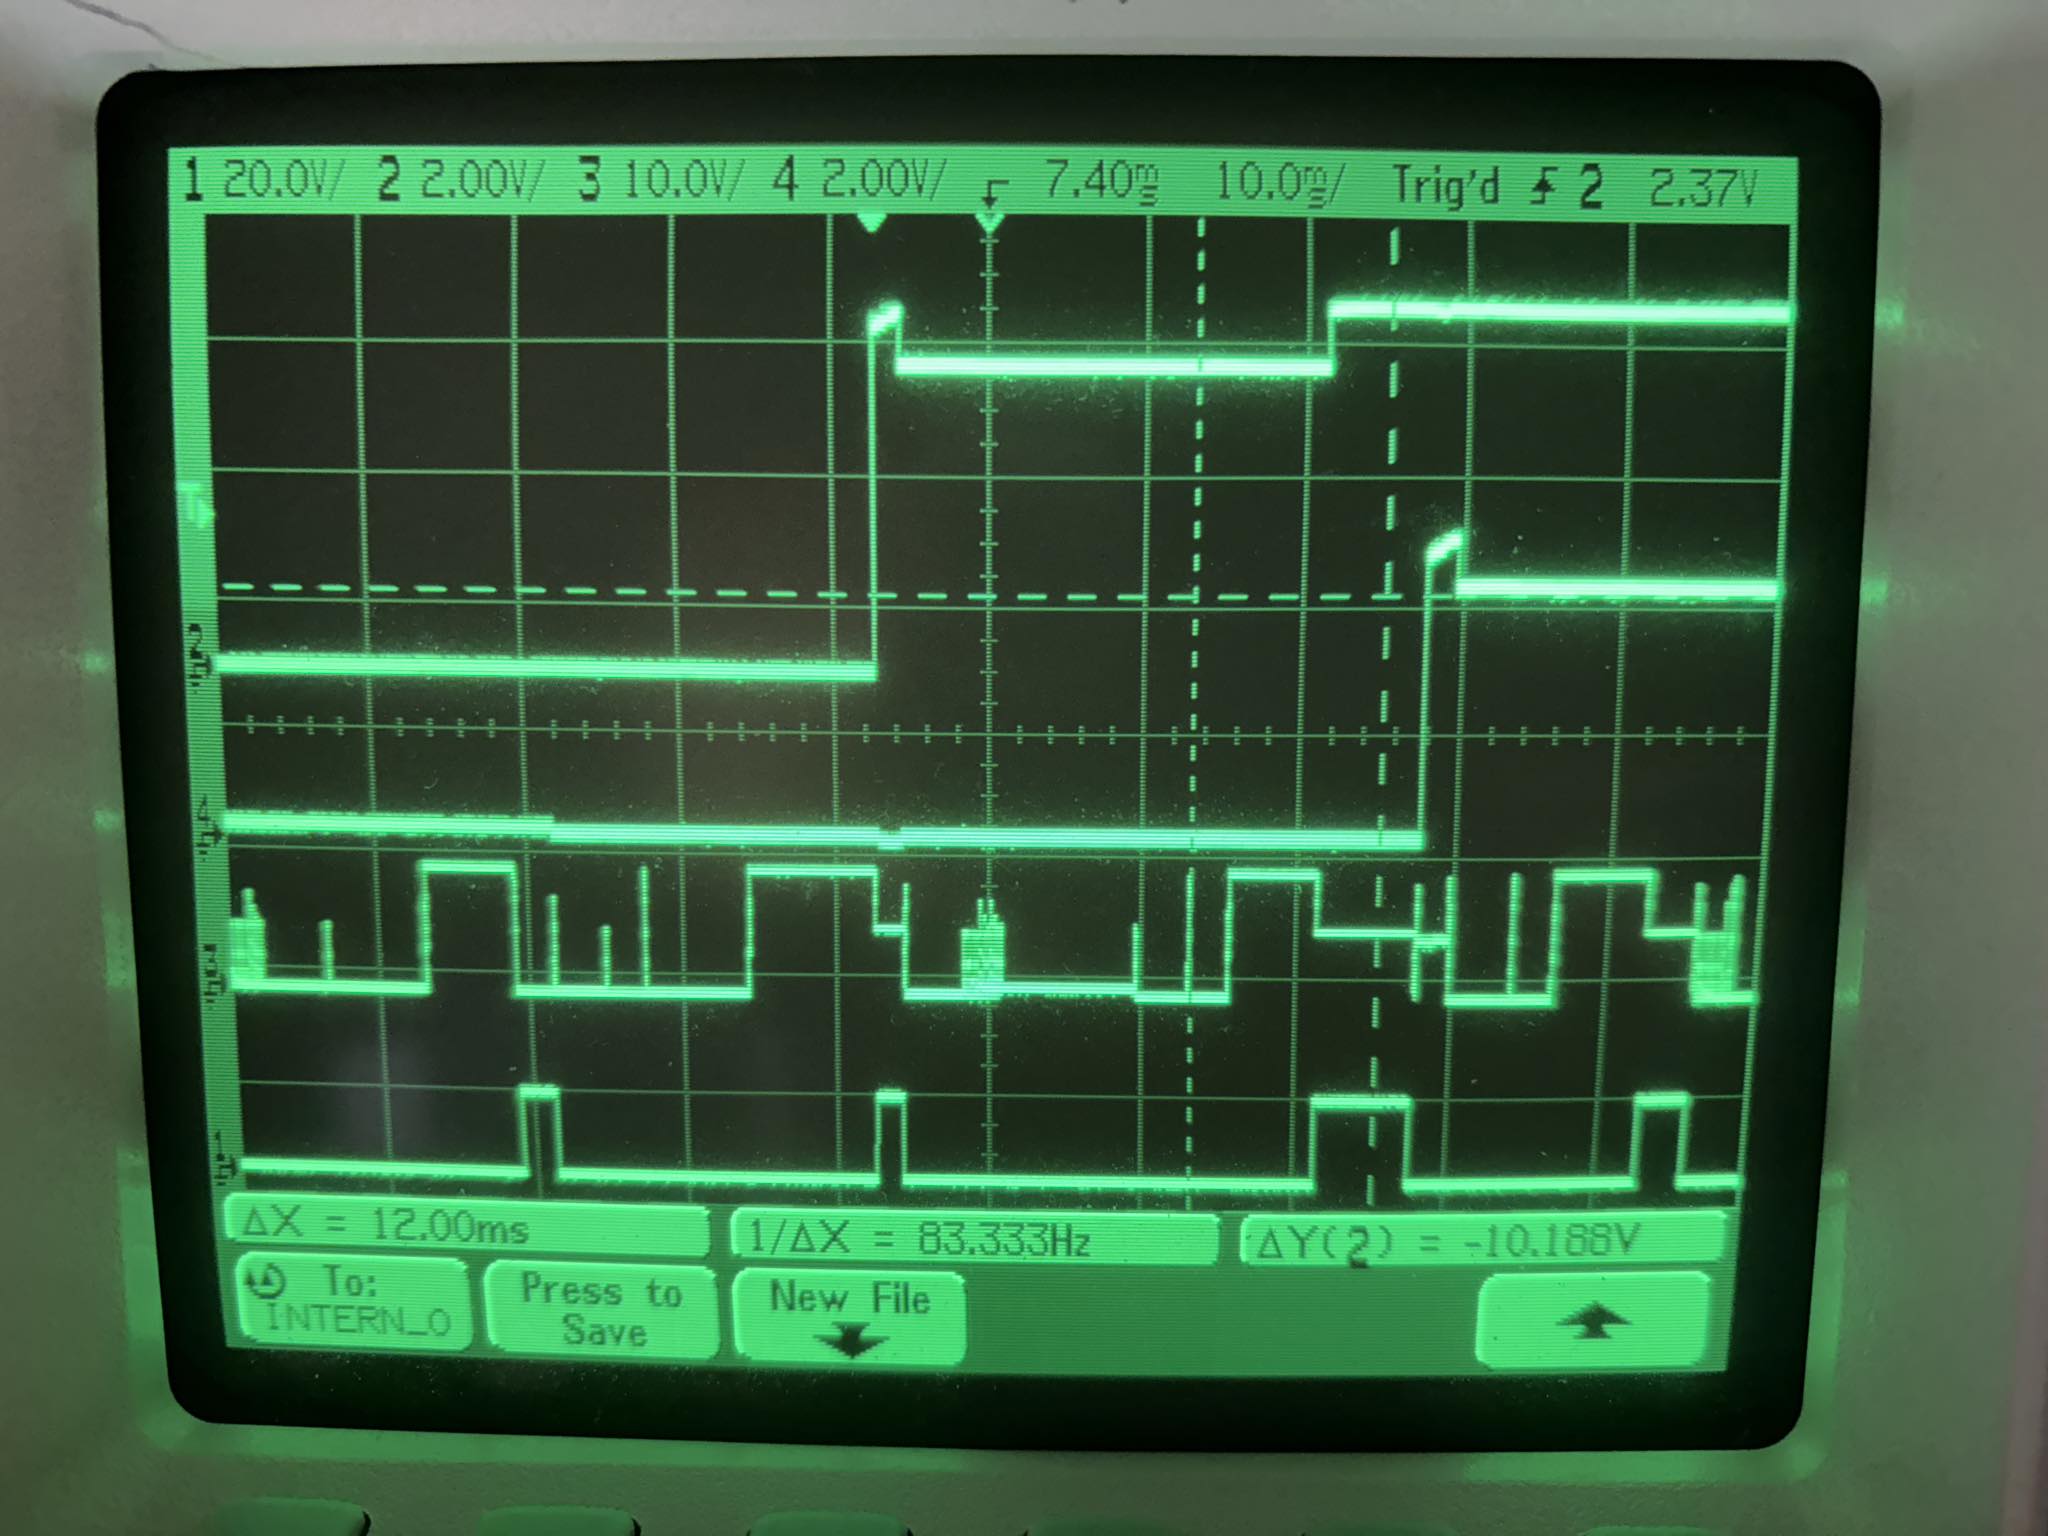 1 20.0V/ 2 2.00V/ 3 10.0V/ 4 2.00V/ 7.40ms 10.0ms/ Trig'd 2 2.37V
T
2
4
3
1
ΔX = 12.00ms 1/ΔX = 83.333Hz ΔY(2) = -10.188V
To: Press to New File
INTERN_0 Save